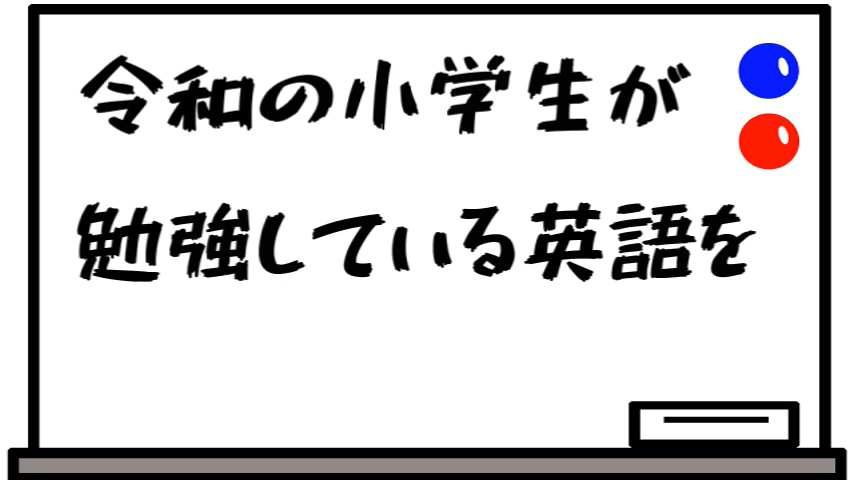 令和の小学生が
勉強している英語を